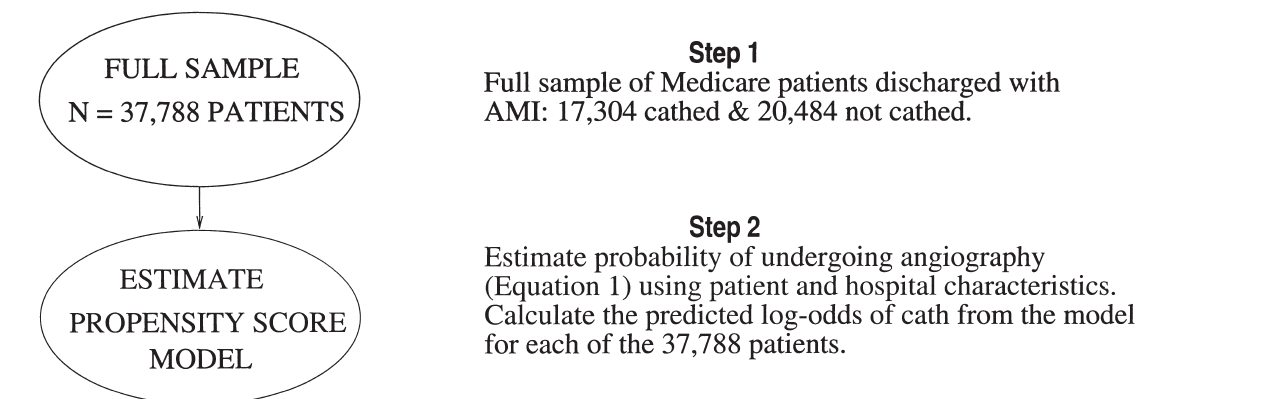 FULL SAMPLE
N = 37,788 PATIENTS
Step 1
Full sample of Medicare patients discharged with
AMI: 17,304 cathed & 20,484 not cathed.
ESTIMATE
PROPENSITY SCORE
MODEL
Step 2
Estimate probability of undergoing angiography
(Equation 1) using patient and hospital characteristics.
Calculate the predicted log-odds of cath from the model
for each of the 37,788 patients.